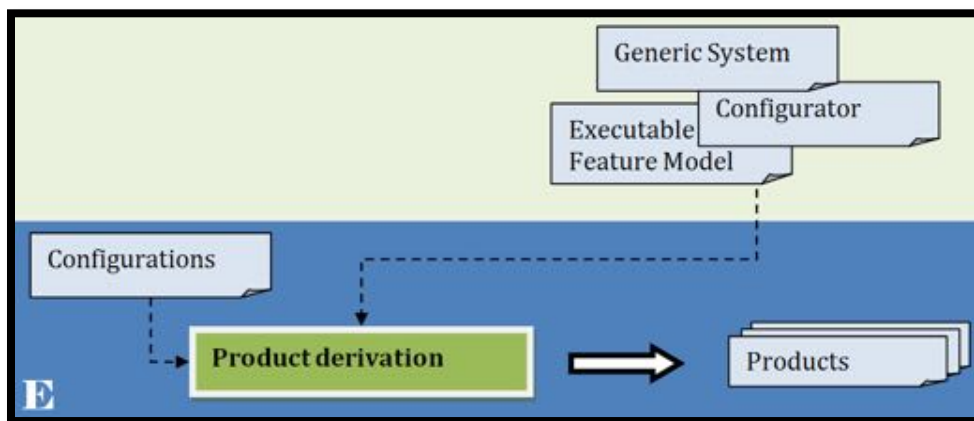 Generic System
Configurator
Executable
Feature Model
Configurations
Product derivation
Products
E